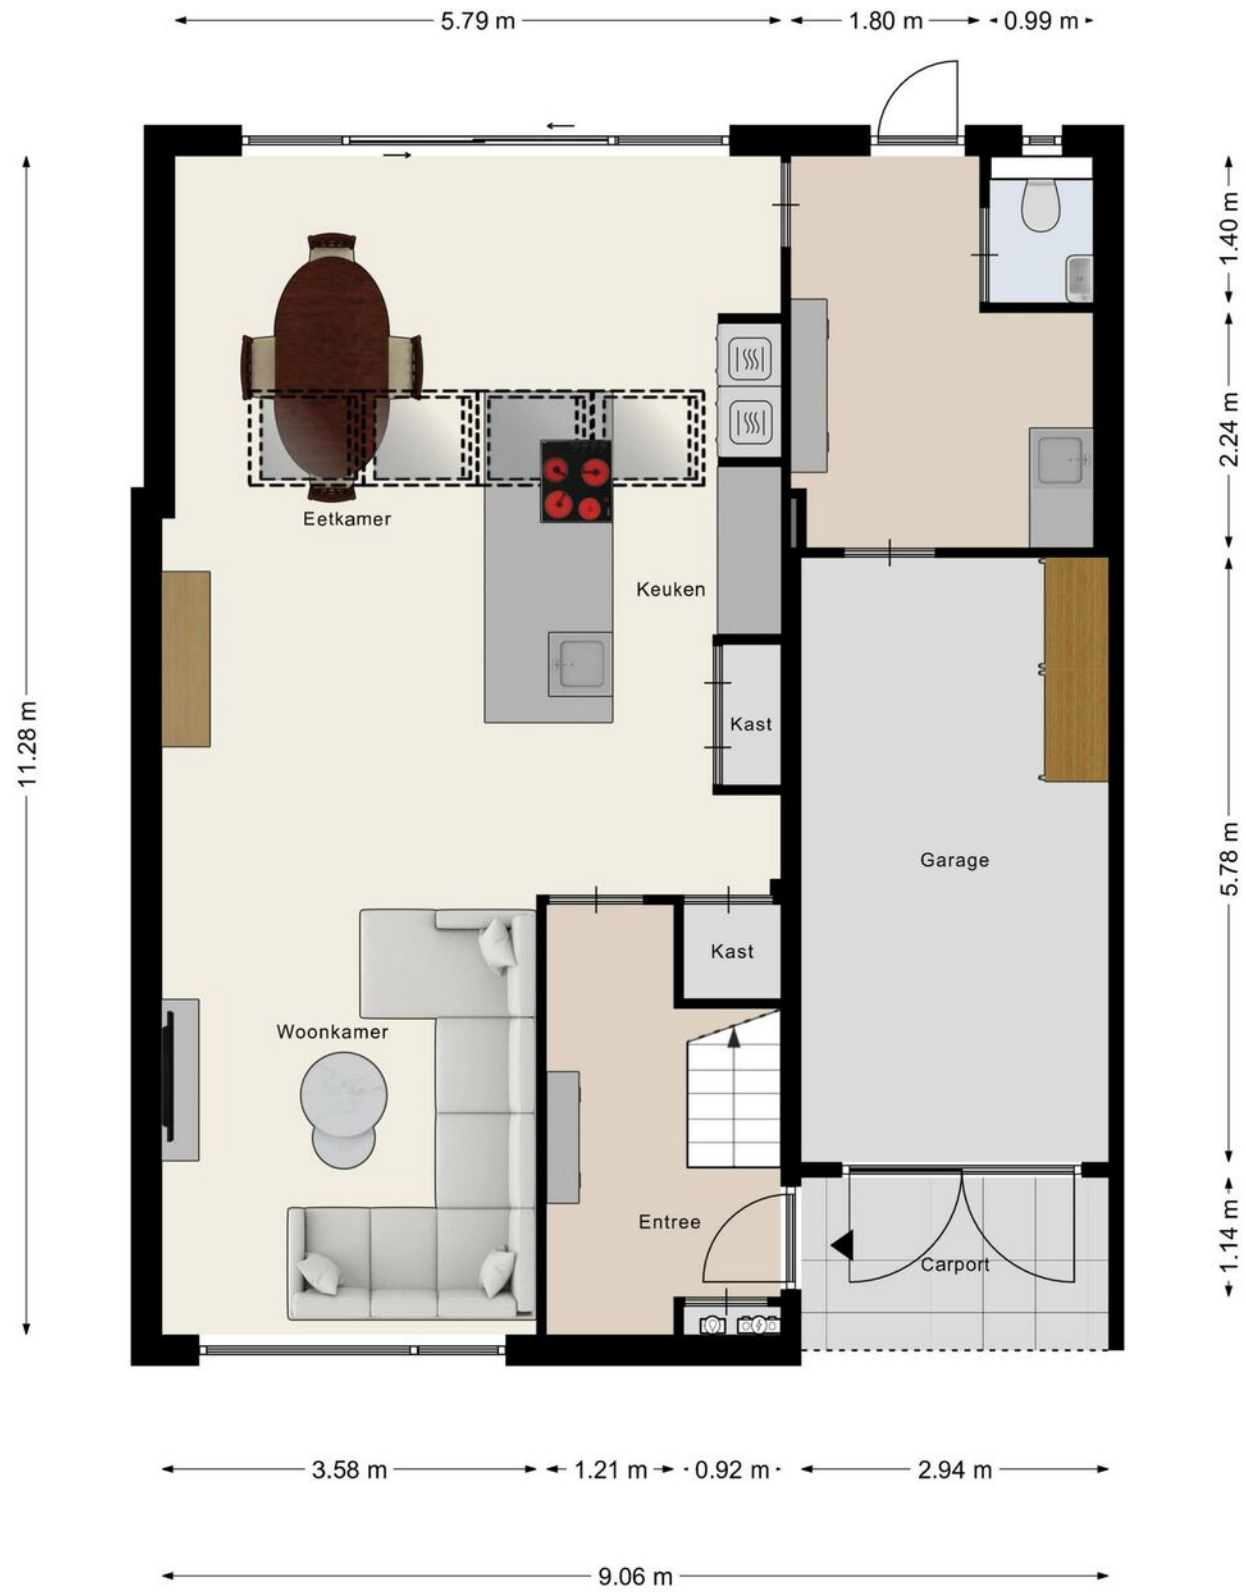 5.79 m
1.80 m
0.99 m
1.40 m
2.24 m
Eetkamer
Keuken
11.28 m
Kast
Garage
5.78 m
Kast
Woonkamer
Entree
Carport
1.14 m
3.58 m
1.21 m
0.92 m
2.94 m
9.06 m